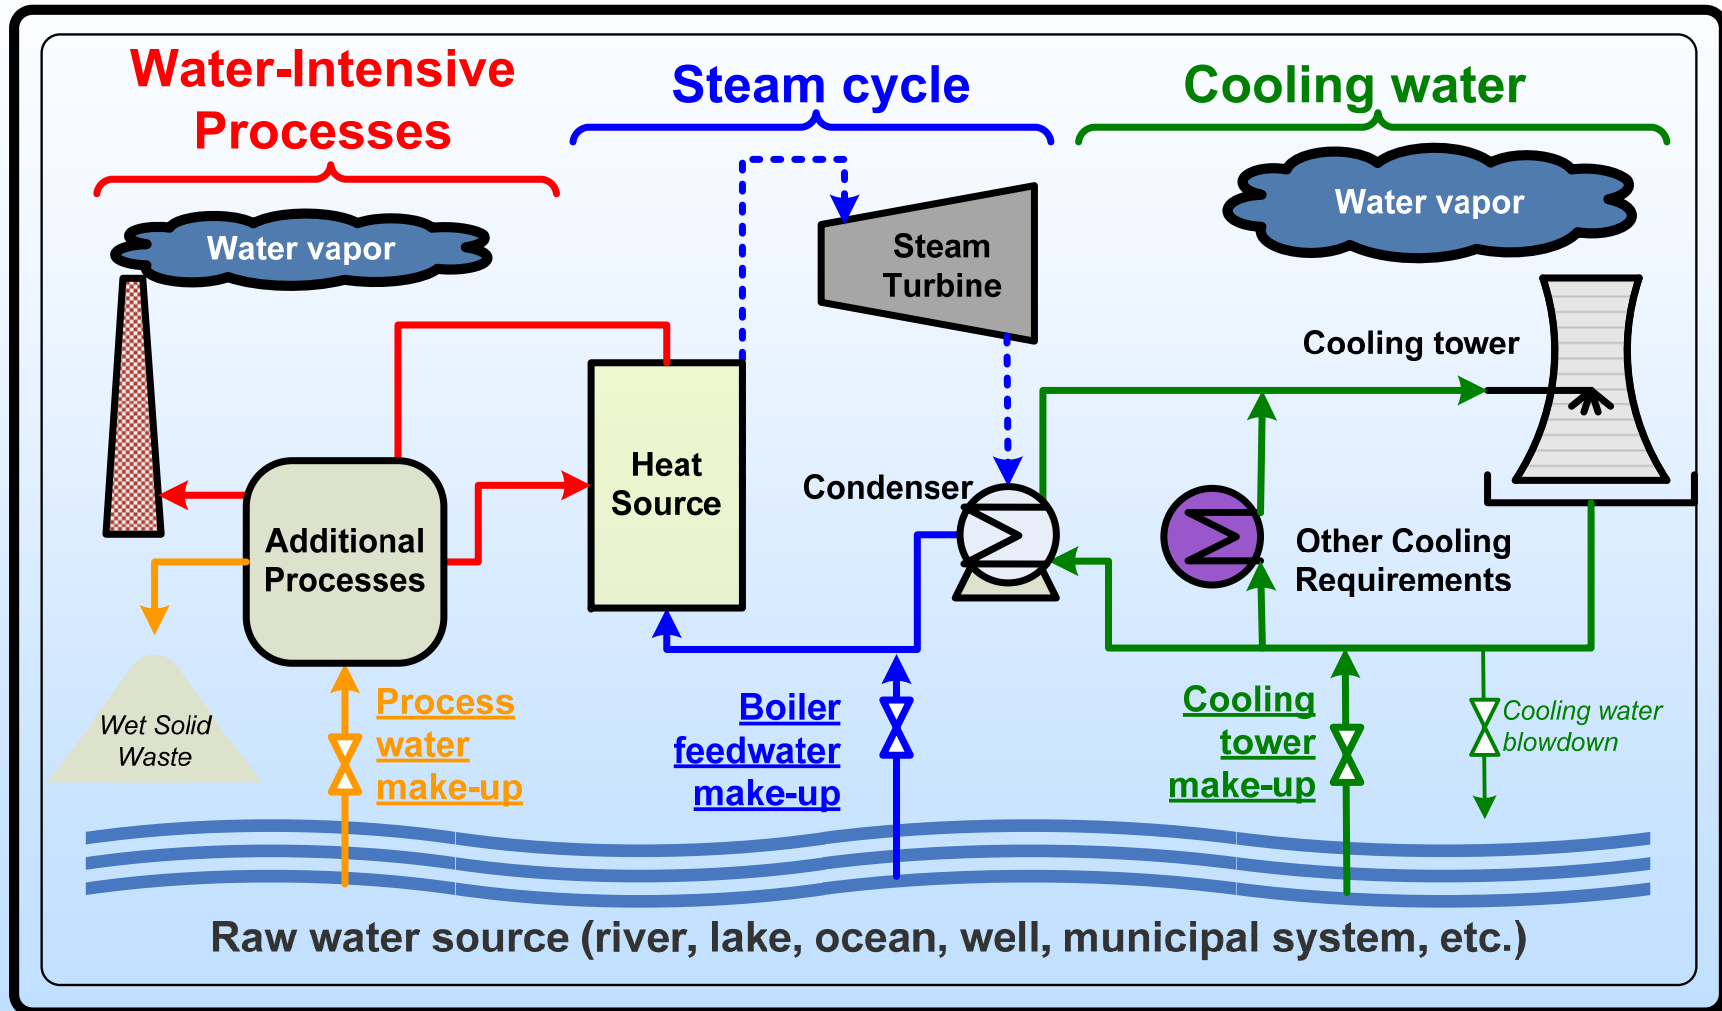 Water-Intensive
Processes
Steam cycle
Cooling water
Water vapor
Water vapor
Steam
Turbine
Cooling tower
Heat
Source
Condenser
Additional
Processes
Other Cooling
Requirements
Wet Solid
Waste
Process
water
make-up
Boiler
feedwater
make-up
Cooling
tower
make-up
Cooling water
blowdown
Raw water source (river, lake, ocean, well, municipal system, etc.)